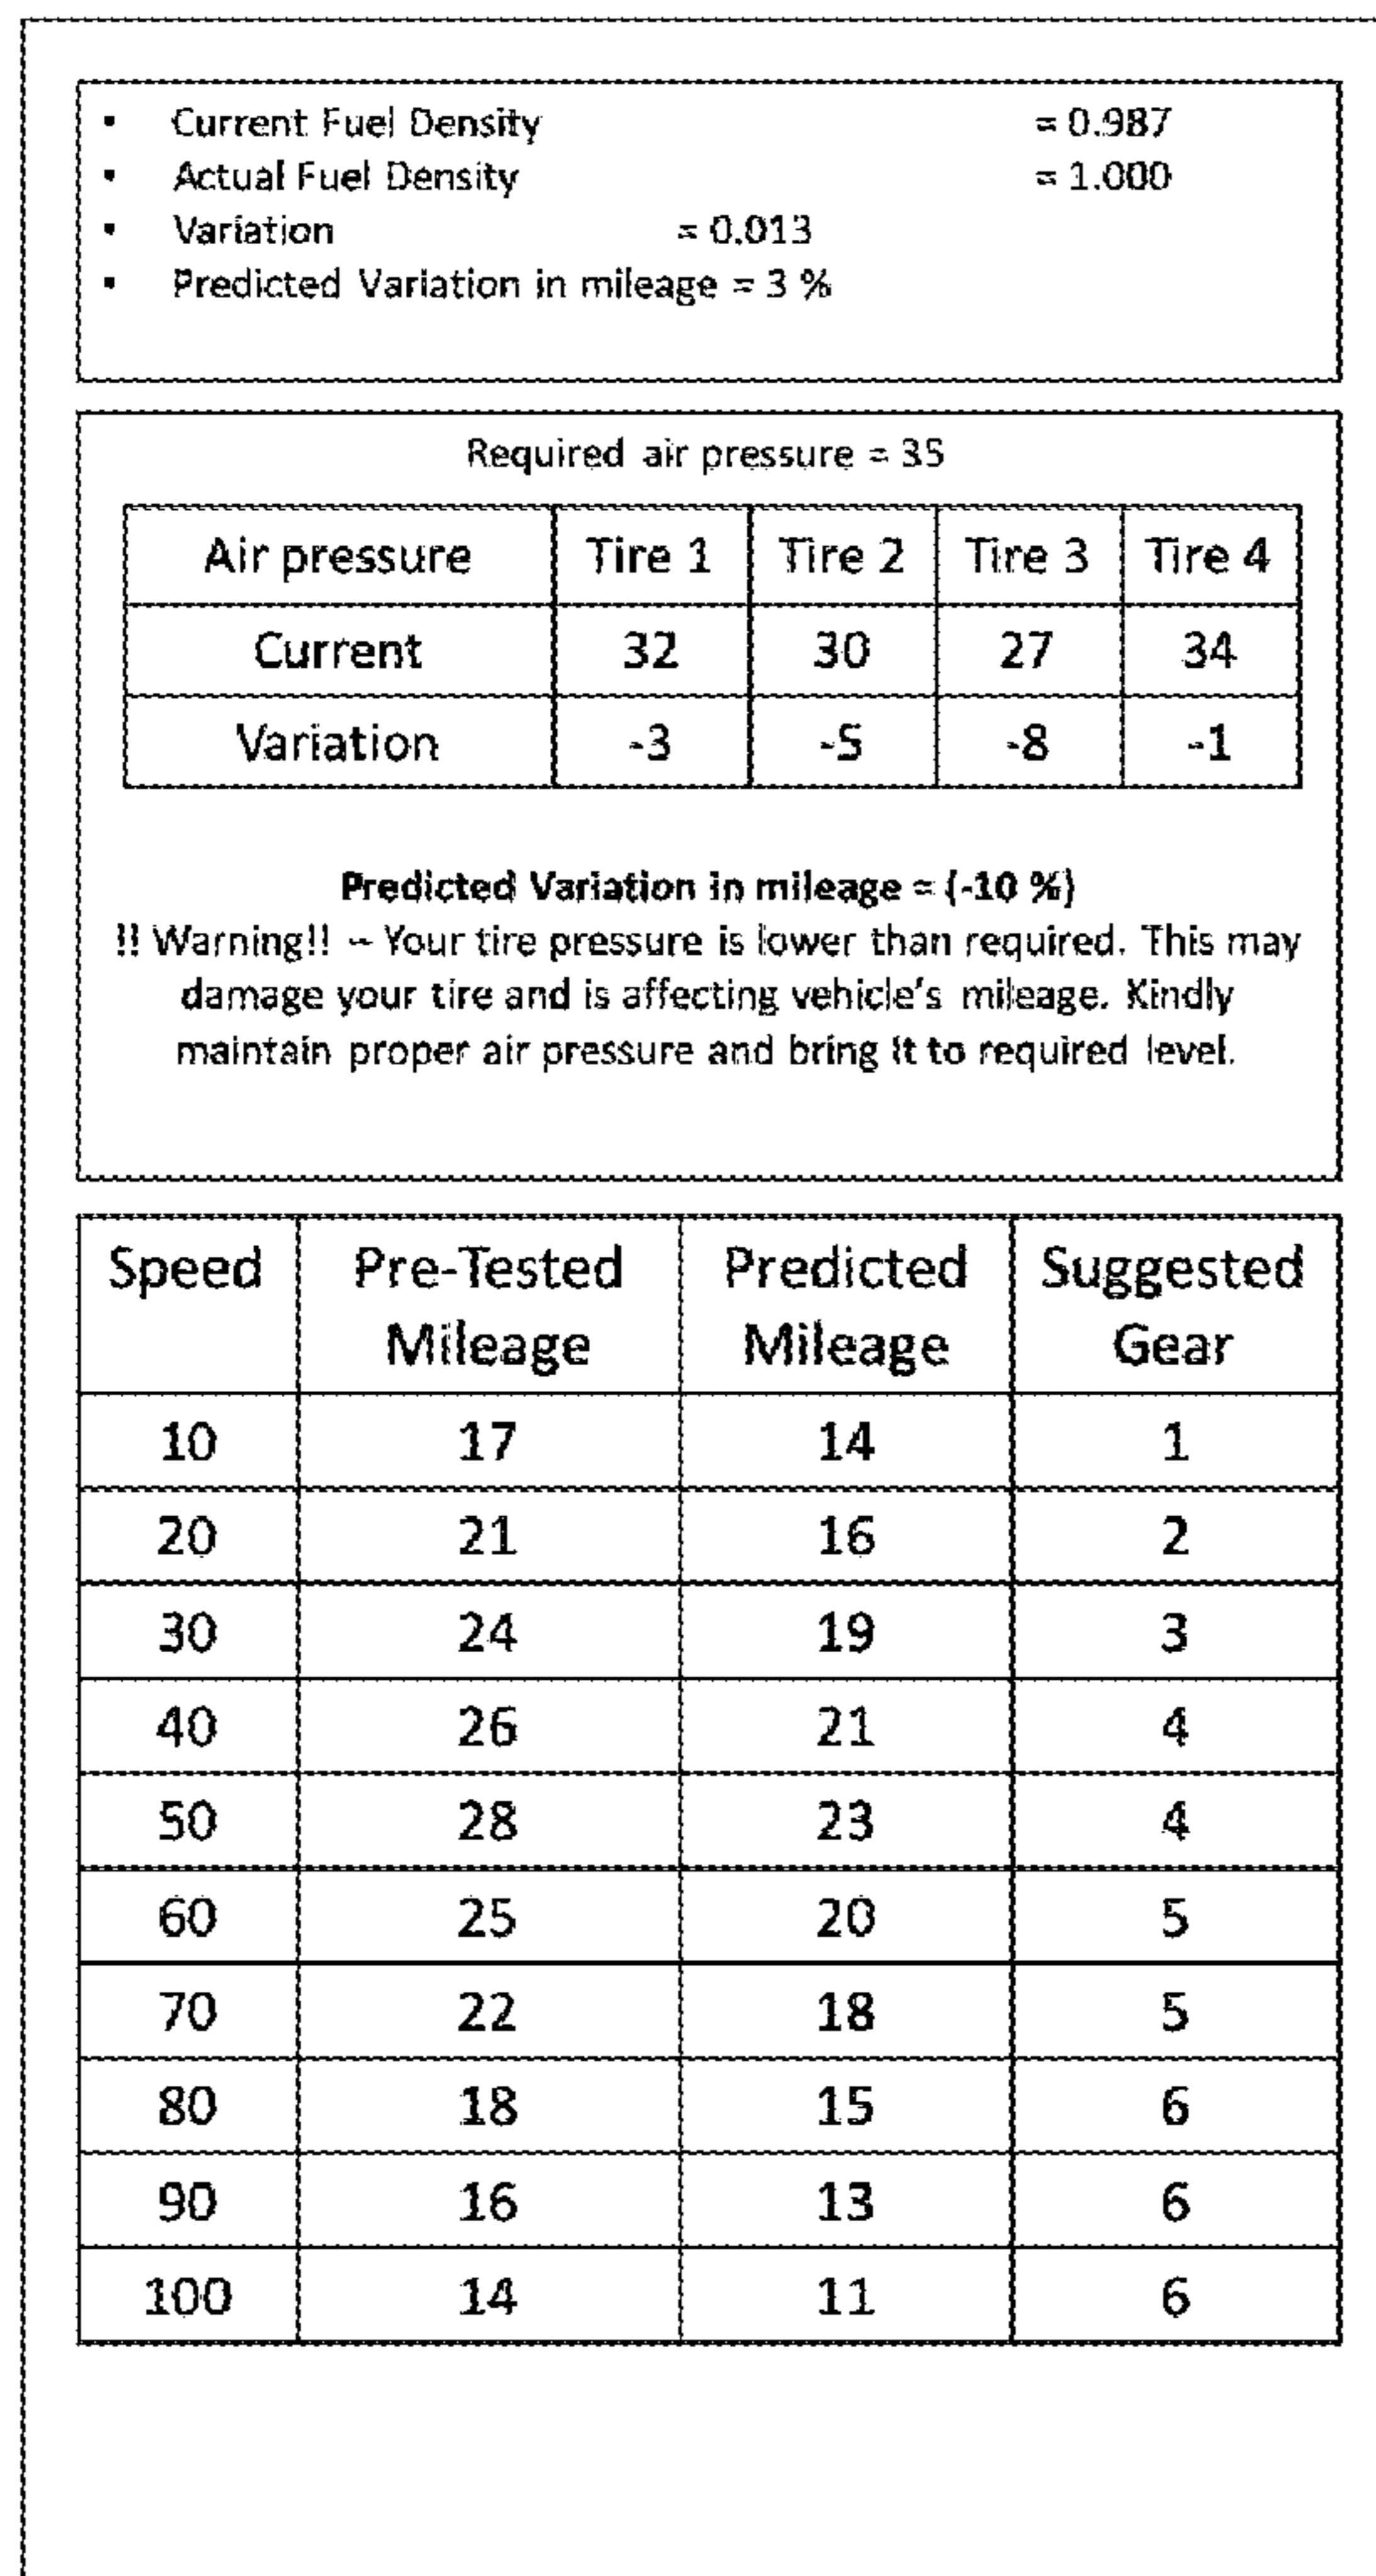 ▪ Current Fuel Density = 0.987
▪ Actual Fuel Density = 1.000
▪ Variation = 0.013
▪ Predicted Variation in mileage = 3 %
Required air pressure = 35
Air pressure Tire 1 Tire 2 Tire 3 Tire 4
Current 32 30 27 34
Variation -3 -5 -8 -1
Predicted Variation in mileage = (-10 %)
!! Warning!! – Your tire pressure is lower than required. This may
damage your tire and is affecting vehicle's mileage. Kindly
maintain proper air pressure and bring it to required level.
Speed Pre-Tested Predicted Suggested
Mileage Mileage Gear
10 17 14 1
20 21 16 2
30 24 19 3
40 26 21 4
50 28 23 4
60 25 20 5
70 22 18 5
80 18 15 6
90 16 13 6
100 14 11 6